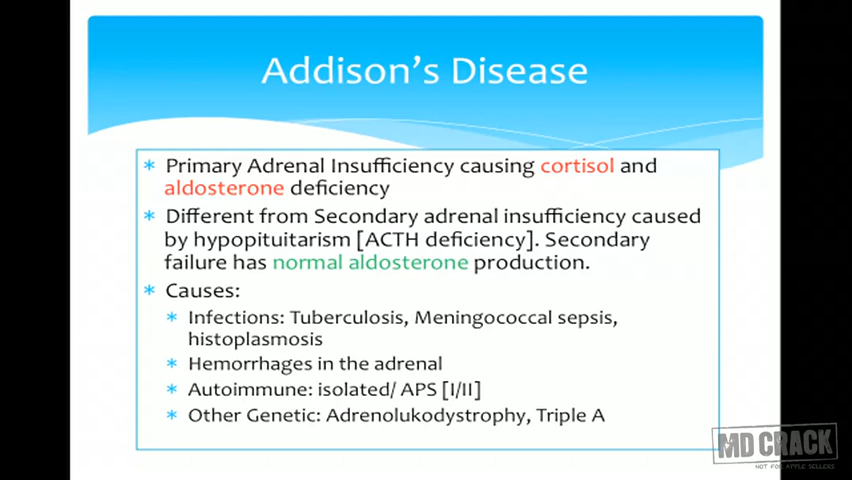 Addison's Disease
* Primary Adrenal Insufficiency causing cortisol and
aldosterone deficiency
* Different from Secondary adrenal insufficiency caused
by hypopituitarism [ACTH deficiency]. Secondary
failure has normal aldosterone production.
* Causes:
* Infections: Tuberculosis, Meningococcal sepsis,
histoplasmosis
* Hemorrhages in the adrenal
* Autoimmune: isolated/ APS [I/II]
* Other Genetic: Adrenolukodystrophy, Triple A
MD CRACK
NOT FOR APPLE SELLERS